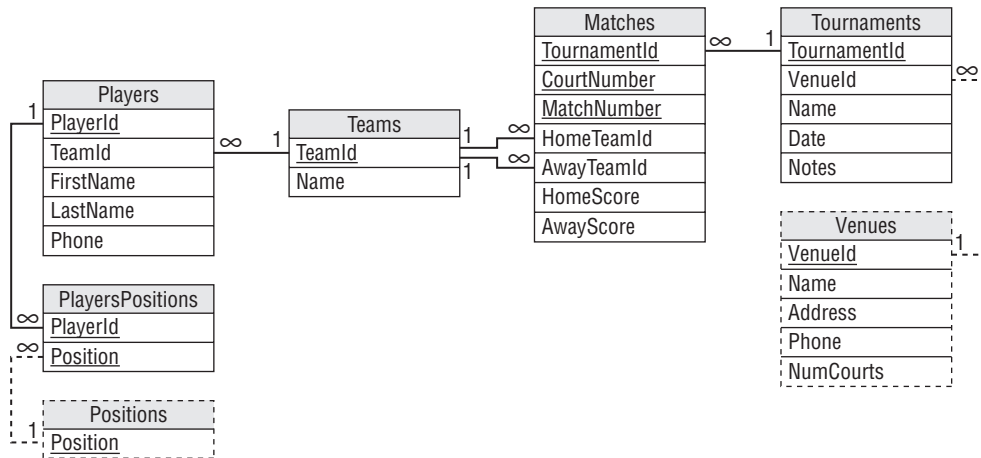 Players
PlayerId
TeamId
FirstName
LastName
Phone
1
∞
1
Teams
TeamId
Name
1
1
∞
∞
Matches
TournamentId
CourtNumber
MatchNumber
HomeTeamId
AwayTeamId
HomeScore
AwayScore
∞
1
Tournaments
TournamentId
VenueId
Name
Date
Notes
∞
Venues
VenueId
Name
Address
Phone
NumCourts
1
PlayersPositions
PlayerId
Position
∞
∞
Positions
Position
1